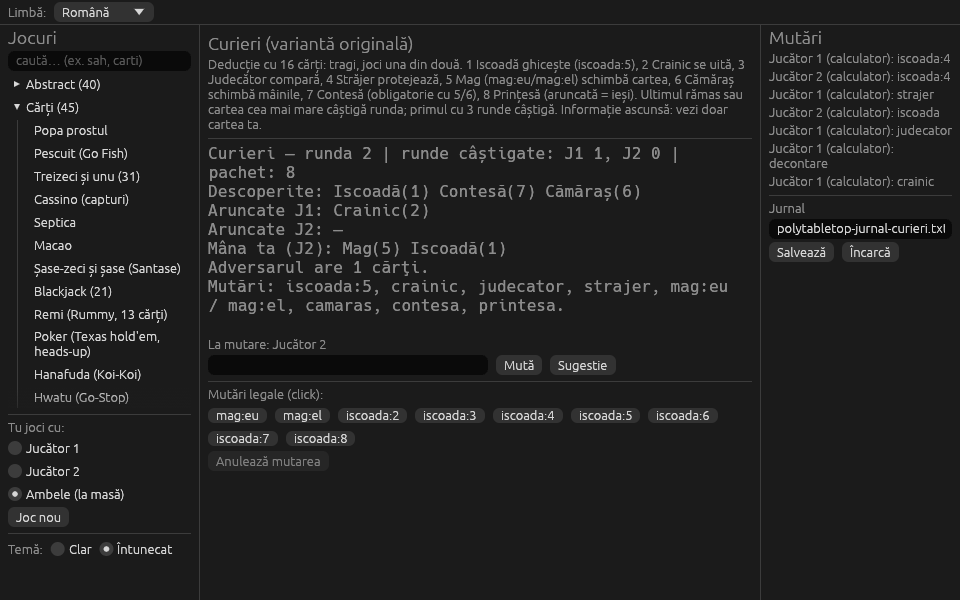 Limbă: Română
Jocuri
caută… (ex. sah, carti)
Abstract (40)
Cărți (45)
Popa prostul
Pescuit (Go Fish)
Treizeci și unu (31)
Cassino (capturi)
Septica
Macao
Șase-zeci și șase (Santase)
Blackjack (21)
Remi (Rummy, 13 cărți)
Poker (Texas hold'em,
heads-up)
Hanafuda (Koi-Koi)
Hwatu (Go-Stop)
Tu joci cu:
Jucător 1
Jucător 2
Ambele (la masă)
Joc nou
Temă: Clar Întunecat
Curieri (variantă originală)
Deducție cu 16 cărți: tragi, joci una din două. 1 Iscoadă ghicește (iscoada:5), 2 Crainic se uită, 3
Judecător compară, 4 Străjer protejează, 5 Mag (mag:eu/mag:el) schimbă cartea, 6 Cămăraș
schimbă mâinile, 7 Contesă (obligatorie cu 5/6), 8 Prințesă (aruncată = ieși). Ultimul rămas sau
cartea cea mai mare câștigă runda; primul cu 3 runde câștigă. Informație ascunsă: vezi doar
cartea ta.
Curieri — runda 2 | runde câștigate: J1 1, J2 0 |
pachet: 8
Descoperite: Iscoadă(1) Contesă(7) Cămăraș(6)
Aruncate J1: Crainic(2)
Aruncate J2: —
Mâna ta (J2): Mag(5) Iscoadă(1)
Adversarul are 1 cărţi.
Mutări: iscoada:5, crainic, judecator, strajer, mag:eu
/ mag:el, camaras, contesa, printesa.
La mutare: Jucător 2
Mută Sugestie
Mutări legale (click):
mag:eu mag:el iscoada:2 iscoada:3 iscoada:4 iscoada:5 iscoada:6
iscoada:7 iscoada:8
Anulează mutarea
Mutări
Jucător 1 (calculator): iscoada:4
Jucător 2 (calculator): iscoada:4
Jucător 1 (calculator): strajer
Jucător 2 (calculator): iscoada
Jucător 1 (calculator): judecator
Jucător 1 (calculator):
decontare
Jucător 1 (calculator): crainic
Jurnal
polytabletop-jurnal-curieri.txt
Salvează Încarcă